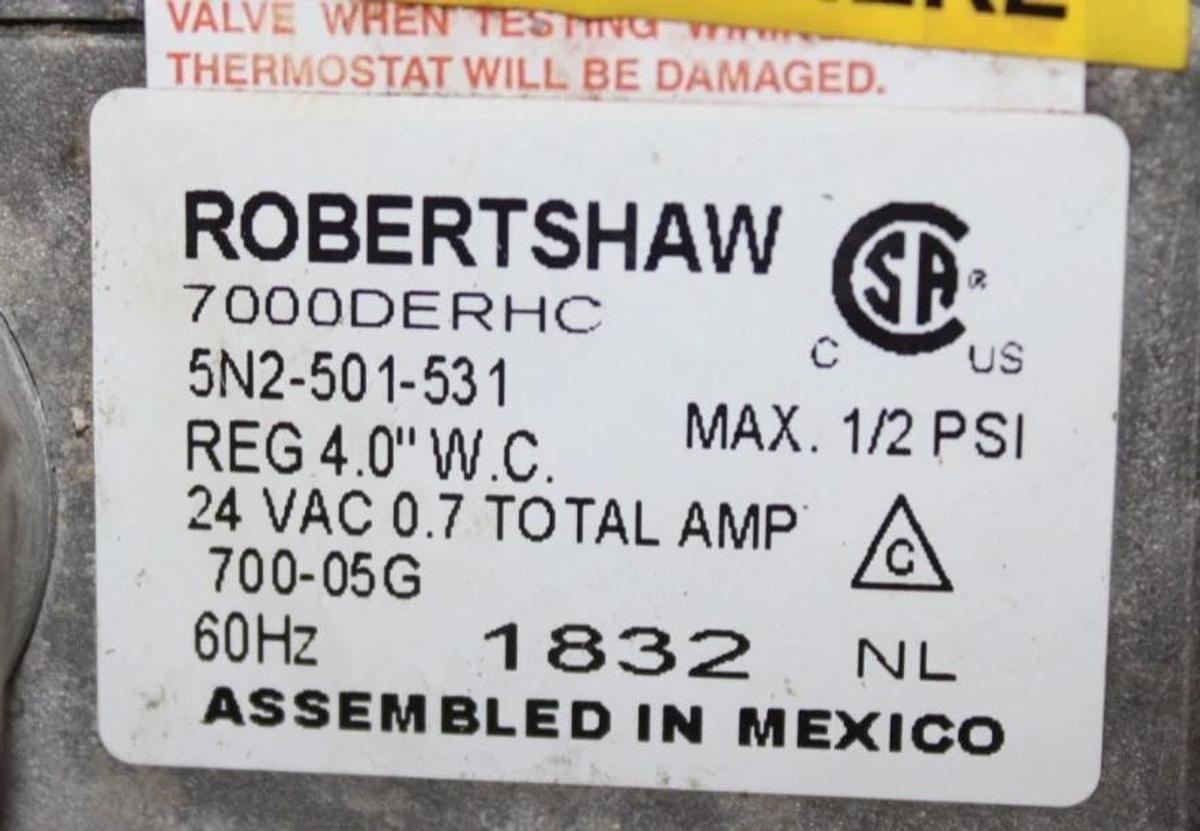 VALVE WHEN TESTING
THERMOSTAT WILL BE DAMAGED.
ROBERTSHAW
7000DERHC
5N2-501-531
REG 4.0" W.C.
MAX. 1/2 PSI
24 VAC 0.7 TOTAL AMP
700-05G
60Hz 1832 NL
ASSEMBLED IN MEXICO
C SA ® US
C